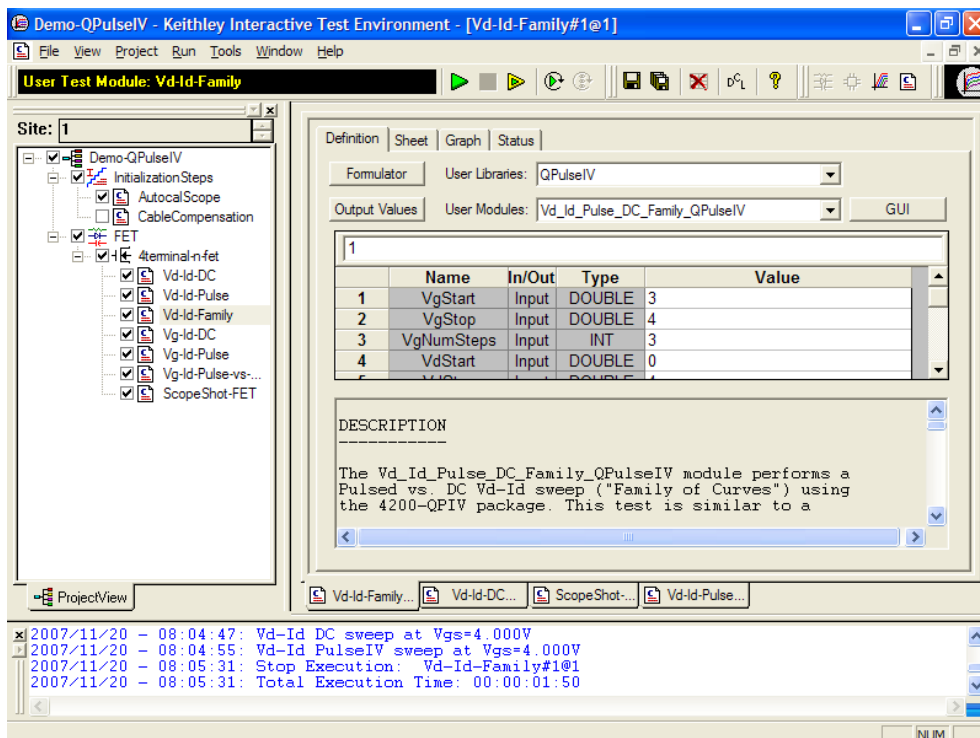 Demo-QPulseIV - Keithley Interactive Test Environment - [Vd-Id-Family#1@1]
File View Project Run Tools Window Help
User Test Module: Vd-Id-Family
Site: 1
Demo-QPulseIV
Initialization Steps
AutocalScope
CableCompensation
FET
4terminal-n-fet
Vd-Id-DC
Vd-Id-Pulse
Vd-Id-Family
Vg-Id-DC
Vg-Id-Pulse
Vg-Id-Pulse-vs-...
ScopeShot-FET
ProjectView
Definition Sheet Graph Status
Formulator User Libraries: QPulseIV
Output Values User Modules: Vd_Id_Pulse_DC_Family_QPulseIV GUI
1
Name In/Out Type Value
1 VgStart Input DOUBLE 3
2 VgStop Input DOUBLE 4
3 VgNumSteps Input INT 3
4 VdStart Input DOUBLE 0
DESCRIPTION
-----------
The Vd_Id_Pulse_DC_Family_QPulseIV module performs a
Pulsed vs. DC Vd-Id sweep ("Family of Curves") using
the 4200-QPIV package. This test is similar to a
Vd-Id-Family... Vd-Id-DC... ScopeShot-... Vd-Id-Pulse...
2007/11/20 - 08:04:47: Vd-Id DC sweep at Vgs=4.000V
2007/11/20 - 08:04:55: Vd-Id PulseIV sweep at Vgs=4.000V
2007/11/20 - 08:05:31: Stop Execution: Vd-Id-Family#1@1
2007/11/20 - 08:05:31: Total Execution Time: 00:00:01:50
NUM